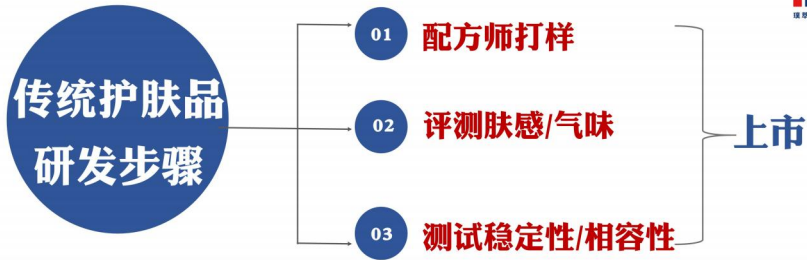 传统护肤品
研发步骤
01
配方师打样
02
评测肤感/气味
03
测试稳定性/相容性
上市